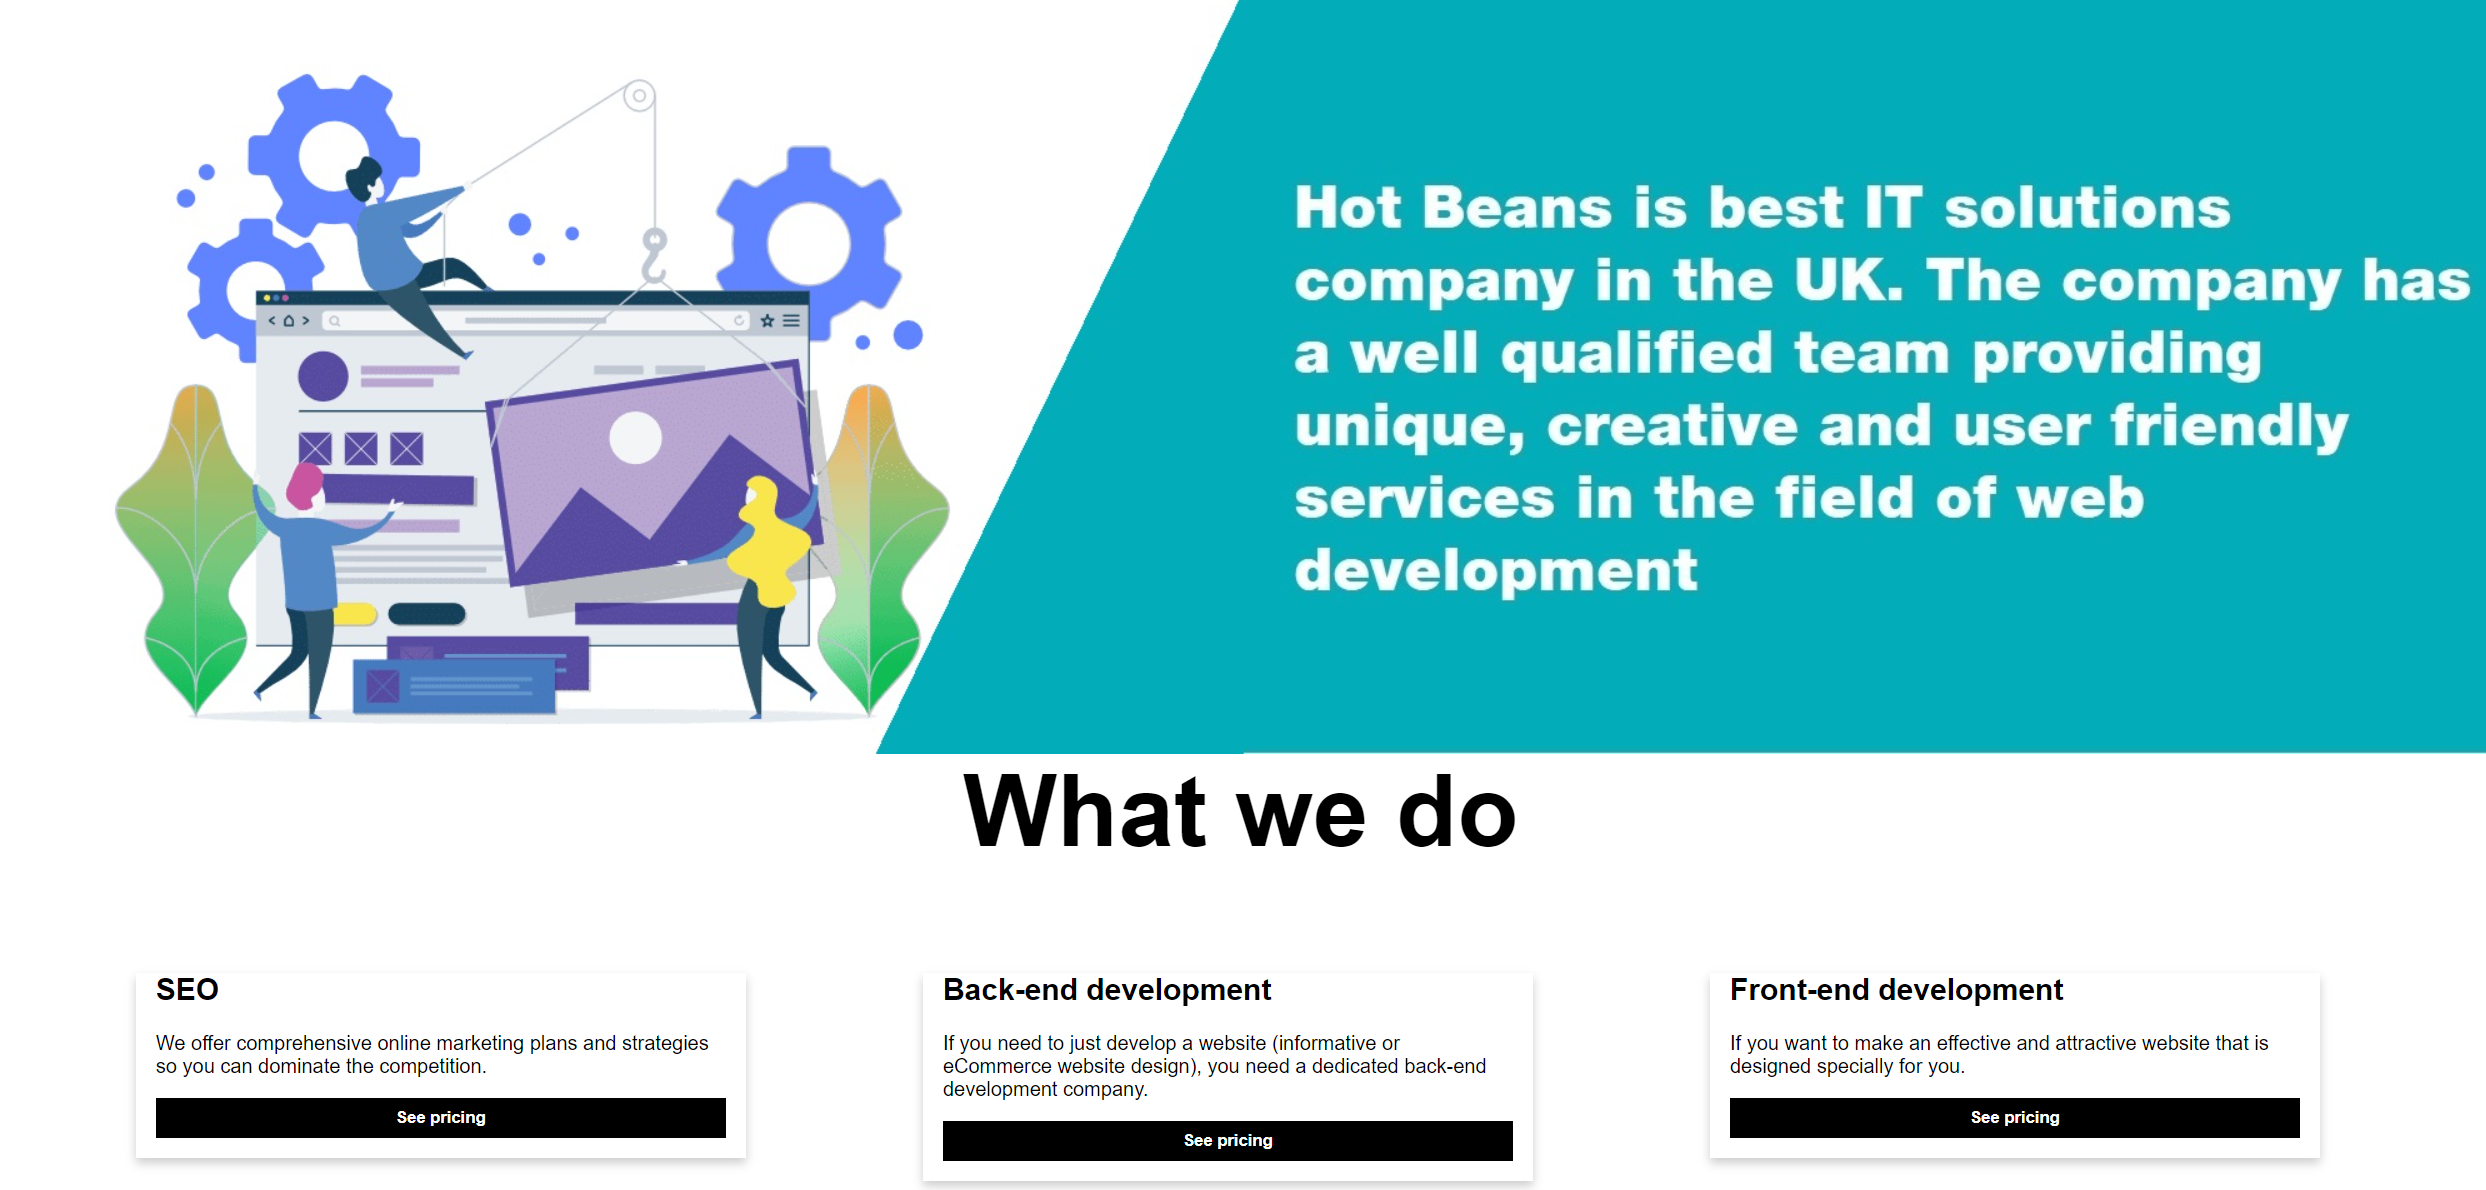 Hot Beans is best IT solutions
company in the UK. The company has
a well qualified team providing
unique, creative and user friendly
services in the field of web
development
What we do
SEO
We offer comprehensive online marketing plans and strategies
so you can dominate the competition.
See pricing
Back-end development
If you need to just develop a website (informative or
eCommerce website design), you need a dedicated back-end
development company.
See pricing
Front-end development
If you want to make an effective and attractive website that is
designed specially for you.
See pricing